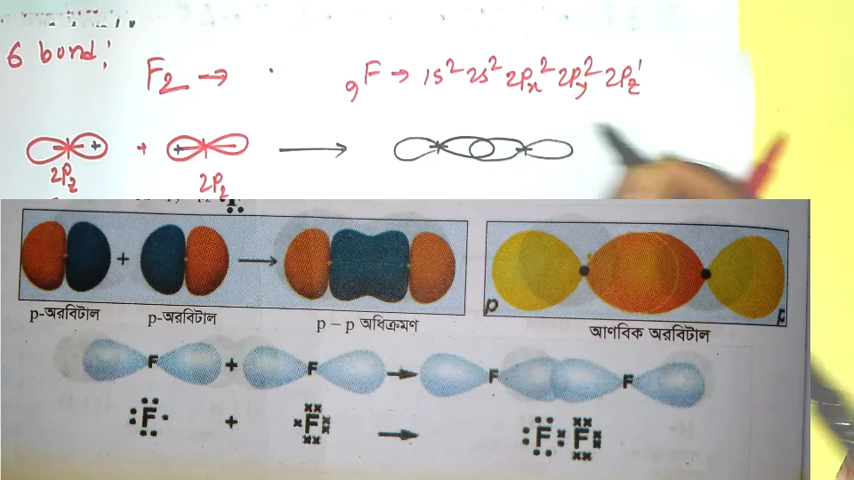 6 bond;
F2 → ₉F → 1s² 2s² 2Px² 2Py² 2Pz¹
+ + + →
2Pz 2Pz
+ →
p-অরবিটাল p-অরবিটাল p – p অধিক্রমণ আণবিক অরবিটাল
F + F → F F
F + F → F F